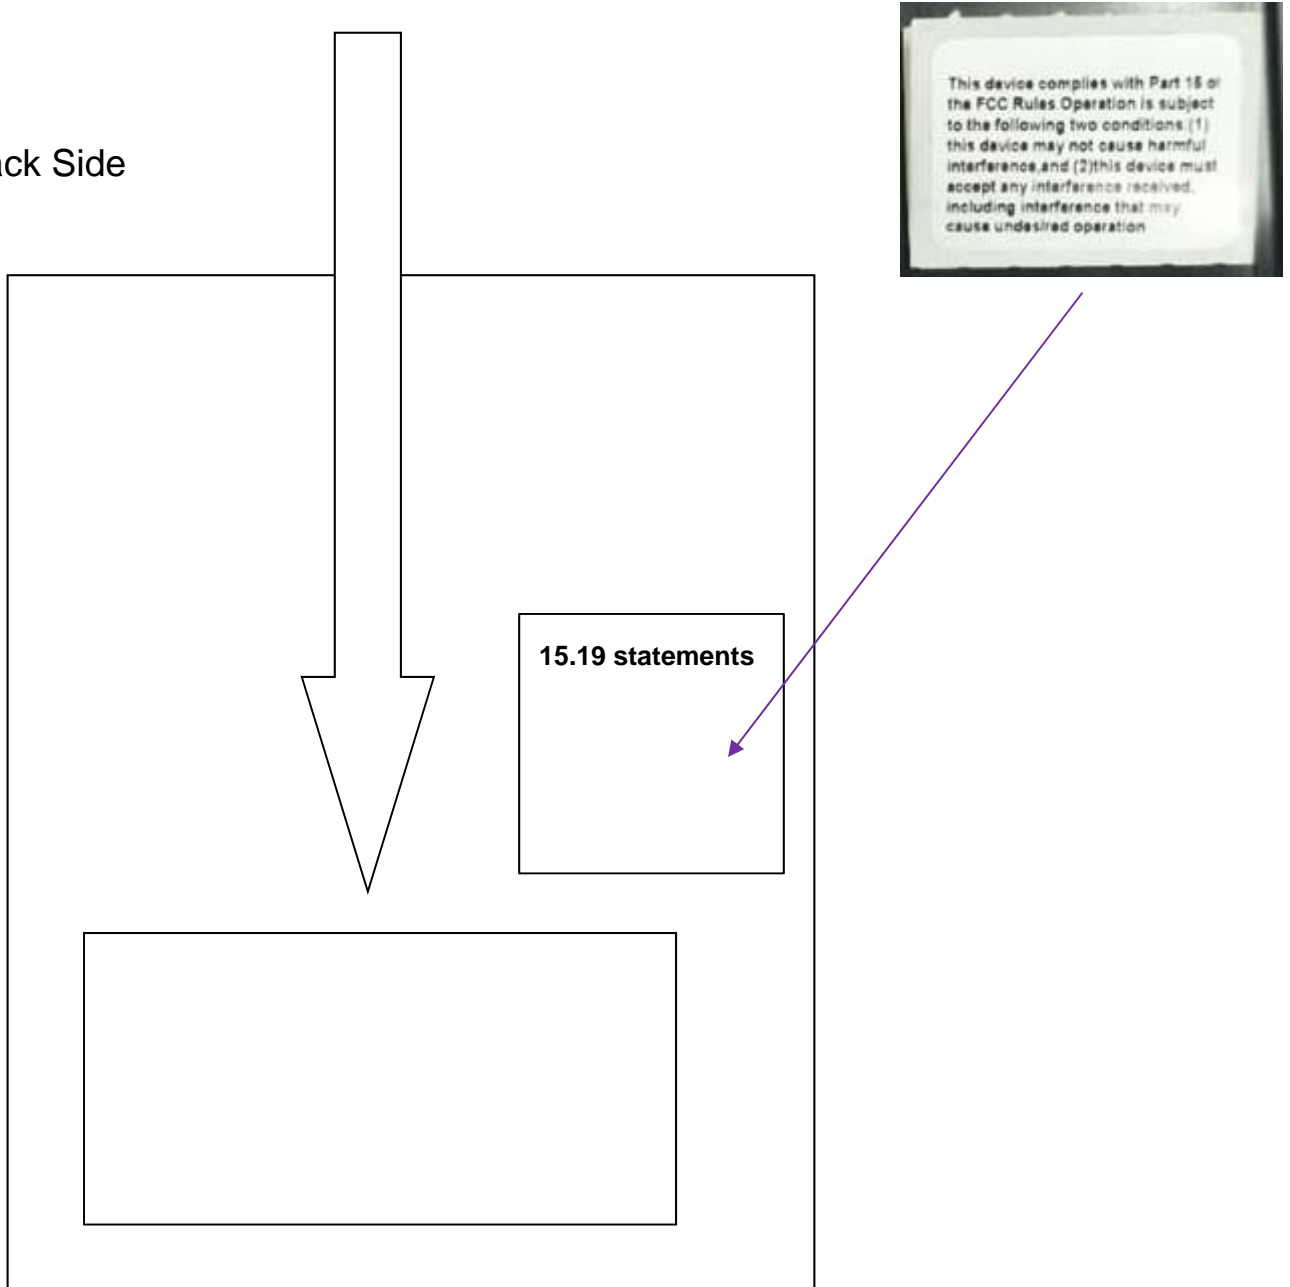 This device complies with Part 15 of
the FCC Rules.Operation is subject
to the following two conditions:(1)
this device may not cause harmful
interference,and (2)this device must
accept any interference received,
including interference that may
cause undesired operation
ack Side
15.19 statements